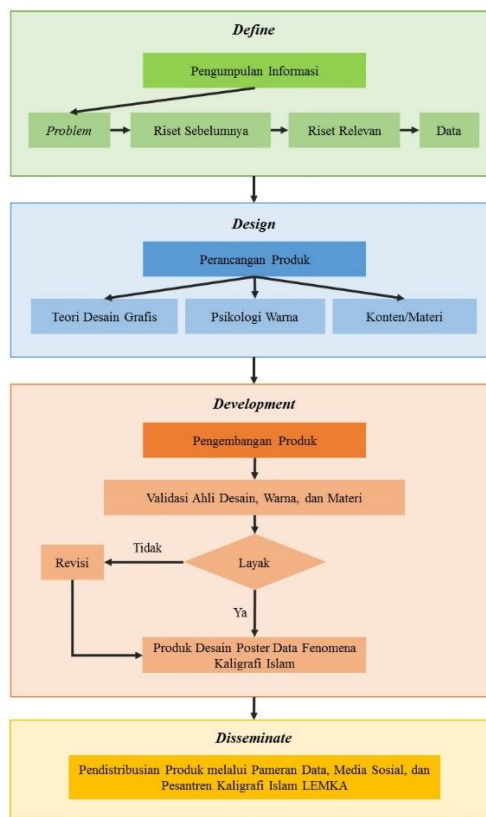 Define
Pengumpulan Informasi
Problem
Riset Sebelumnya
Riset Relevan
Data
Design
Perancangan Produk
Teori Desain Grafis
Psikologi Warna
Konten/Materi
Development
Pengembangan Produk
Validasi Ahli Desain, Warna, dan Materi
Tidak
Revisi
Layak
Ya
Produk Desain Poster Data Fenomena
Kaligrafi Islam
Disseminate
Pendistribusian Produk melalui Pameran Data, Media Sosial, dan
Pesantren Kaligrafi Islam LEMKA